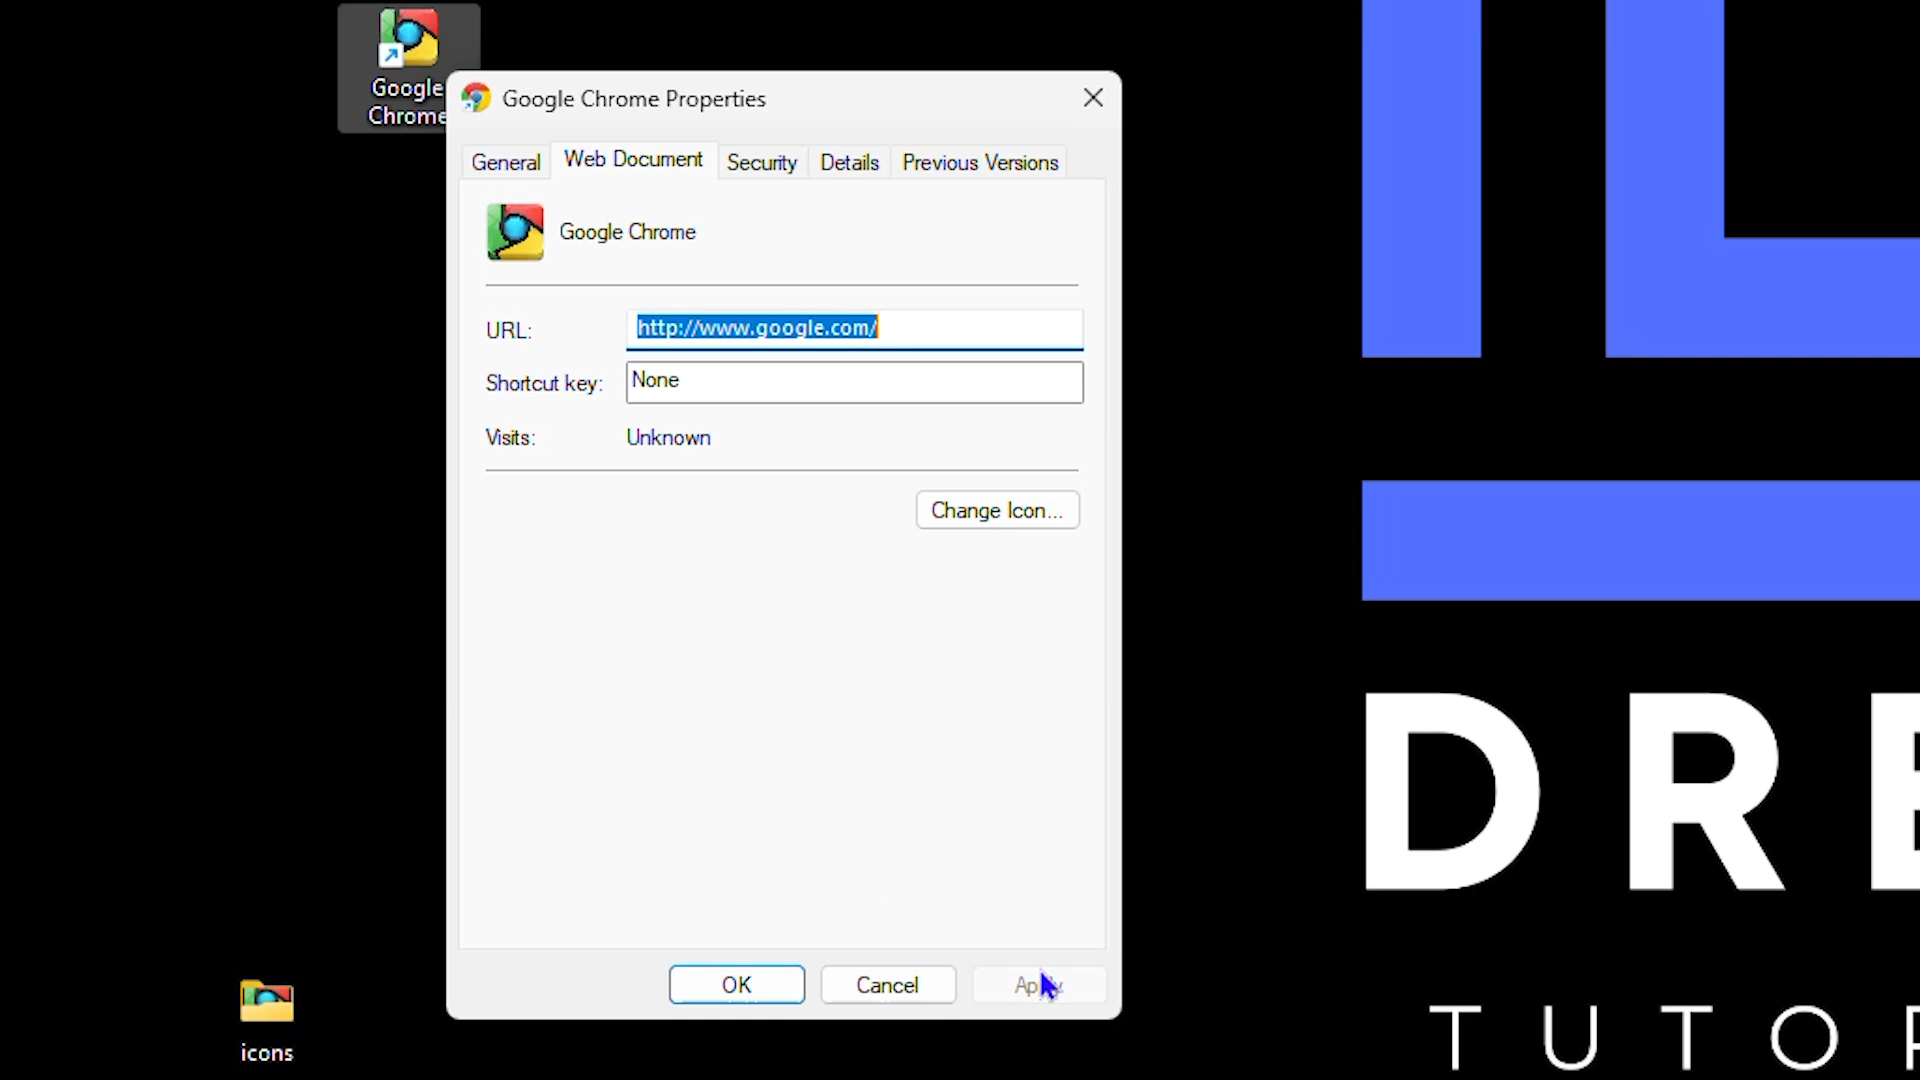 Google
Chrome
Google Chrome Properties
General
Web Document
Security
Details
Previous Versions
Google Chrome
URL:
http://www.google.com/
Shortcut key:
None
Visits:
Unknown
Change Icon...
OK
Cancel
DRE
TUTOR
icons